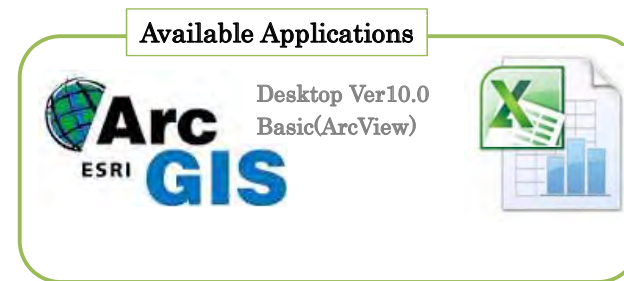 Available Applications
Arc
ESRI GIS
Desktop Ver10.0
Basic(ArcView)
X